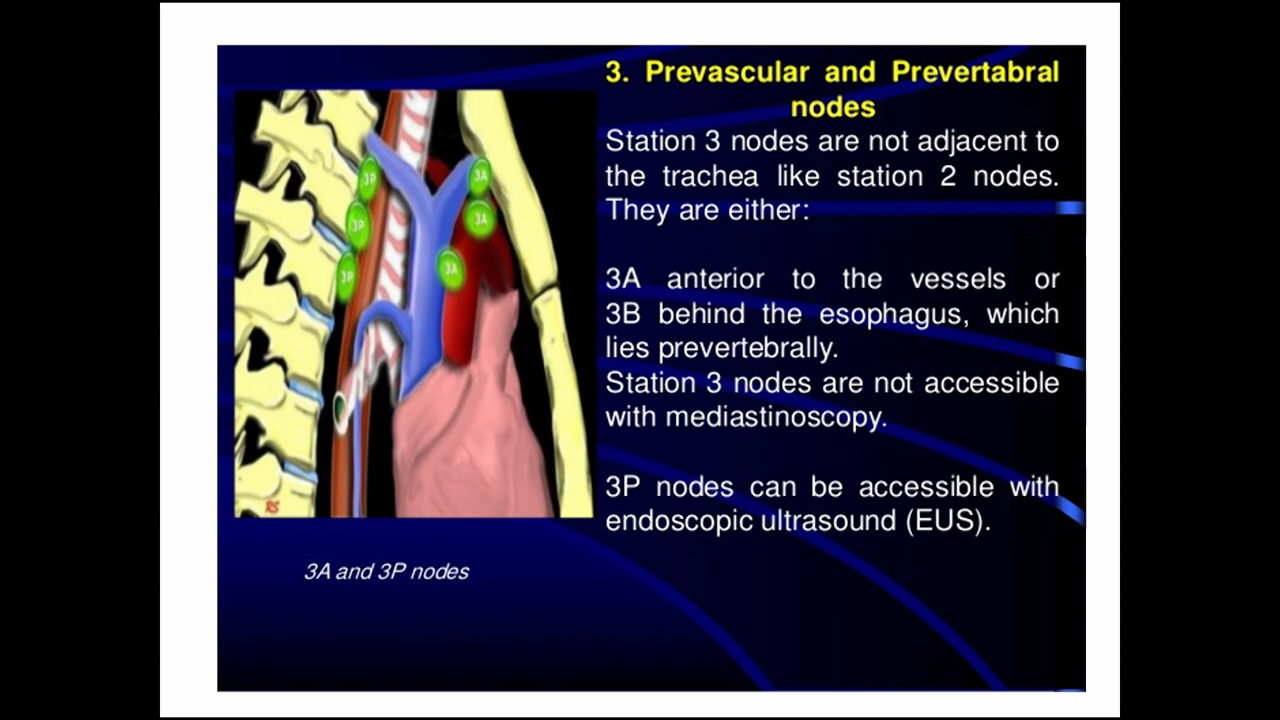 3. Prevascular and Prevertabral
nodes
Station 3 nodes are not adjacent to
the trachea like station 2 nodes.
They are either:
3A anterior to the vessels or
3B behind the esophagus, which
lies prevertebrally.
Station 3 nodes are not accessible
with mediastinoscopy.
3P nodes can be accessible with
endoscopic ultrasound (EUS).
3P
3A
3P
3A
3P
3A
RS
3A and 3P nodes